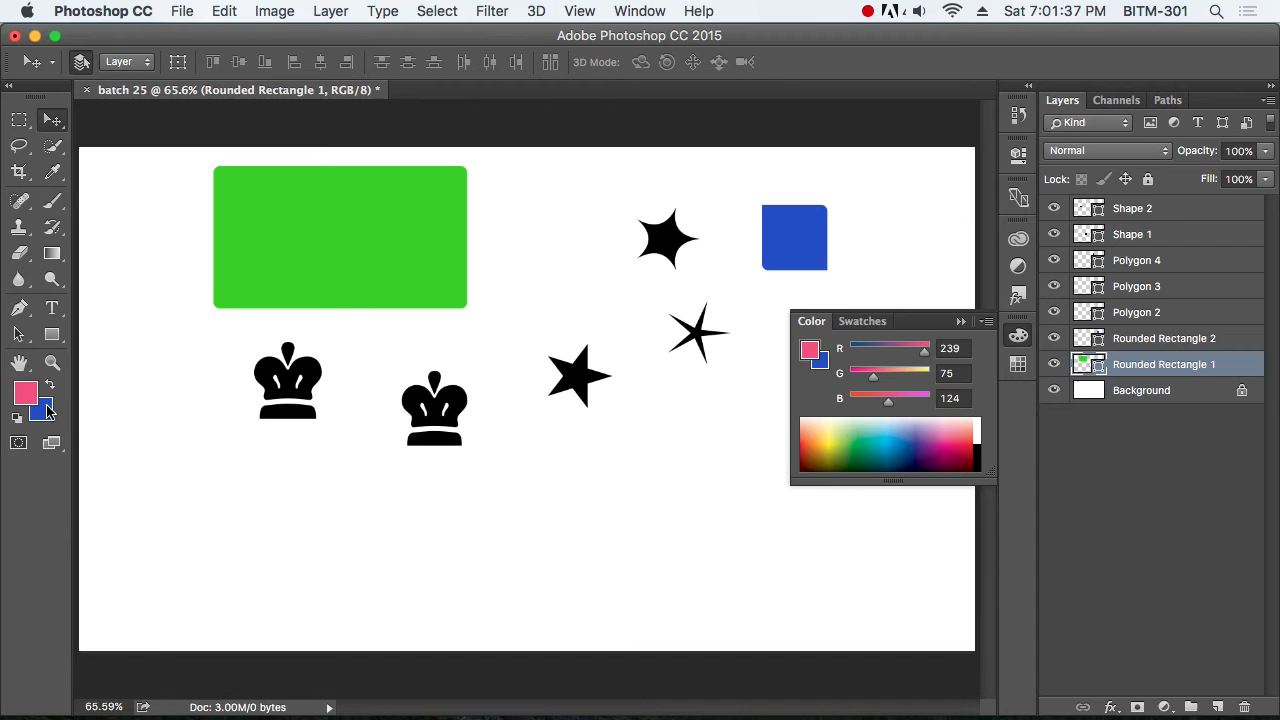 Photoshop CC File Edit Image Layer Type Select Filter 3D View Window Help 4 Sat 7:01:37 PM BITM-301
Adobe Photoshop CC 2015
Layer 3D Mode:
batch 25 @ 65.6% (Rounded Rectangle 1, RGB/8) *
Layers Channels Paths
Kind
Normal Opacity: 100%
Lock: Fill: 100%
Shape 2
Shape 1
Polygon 4
Polygon 3
Polygon 2
Rounded Rectangle 2
Rounded Rectangle 1
Background
Color Swatches
R 239
G 75
B 124
65.59% Doc: 3.00M/0 bytes